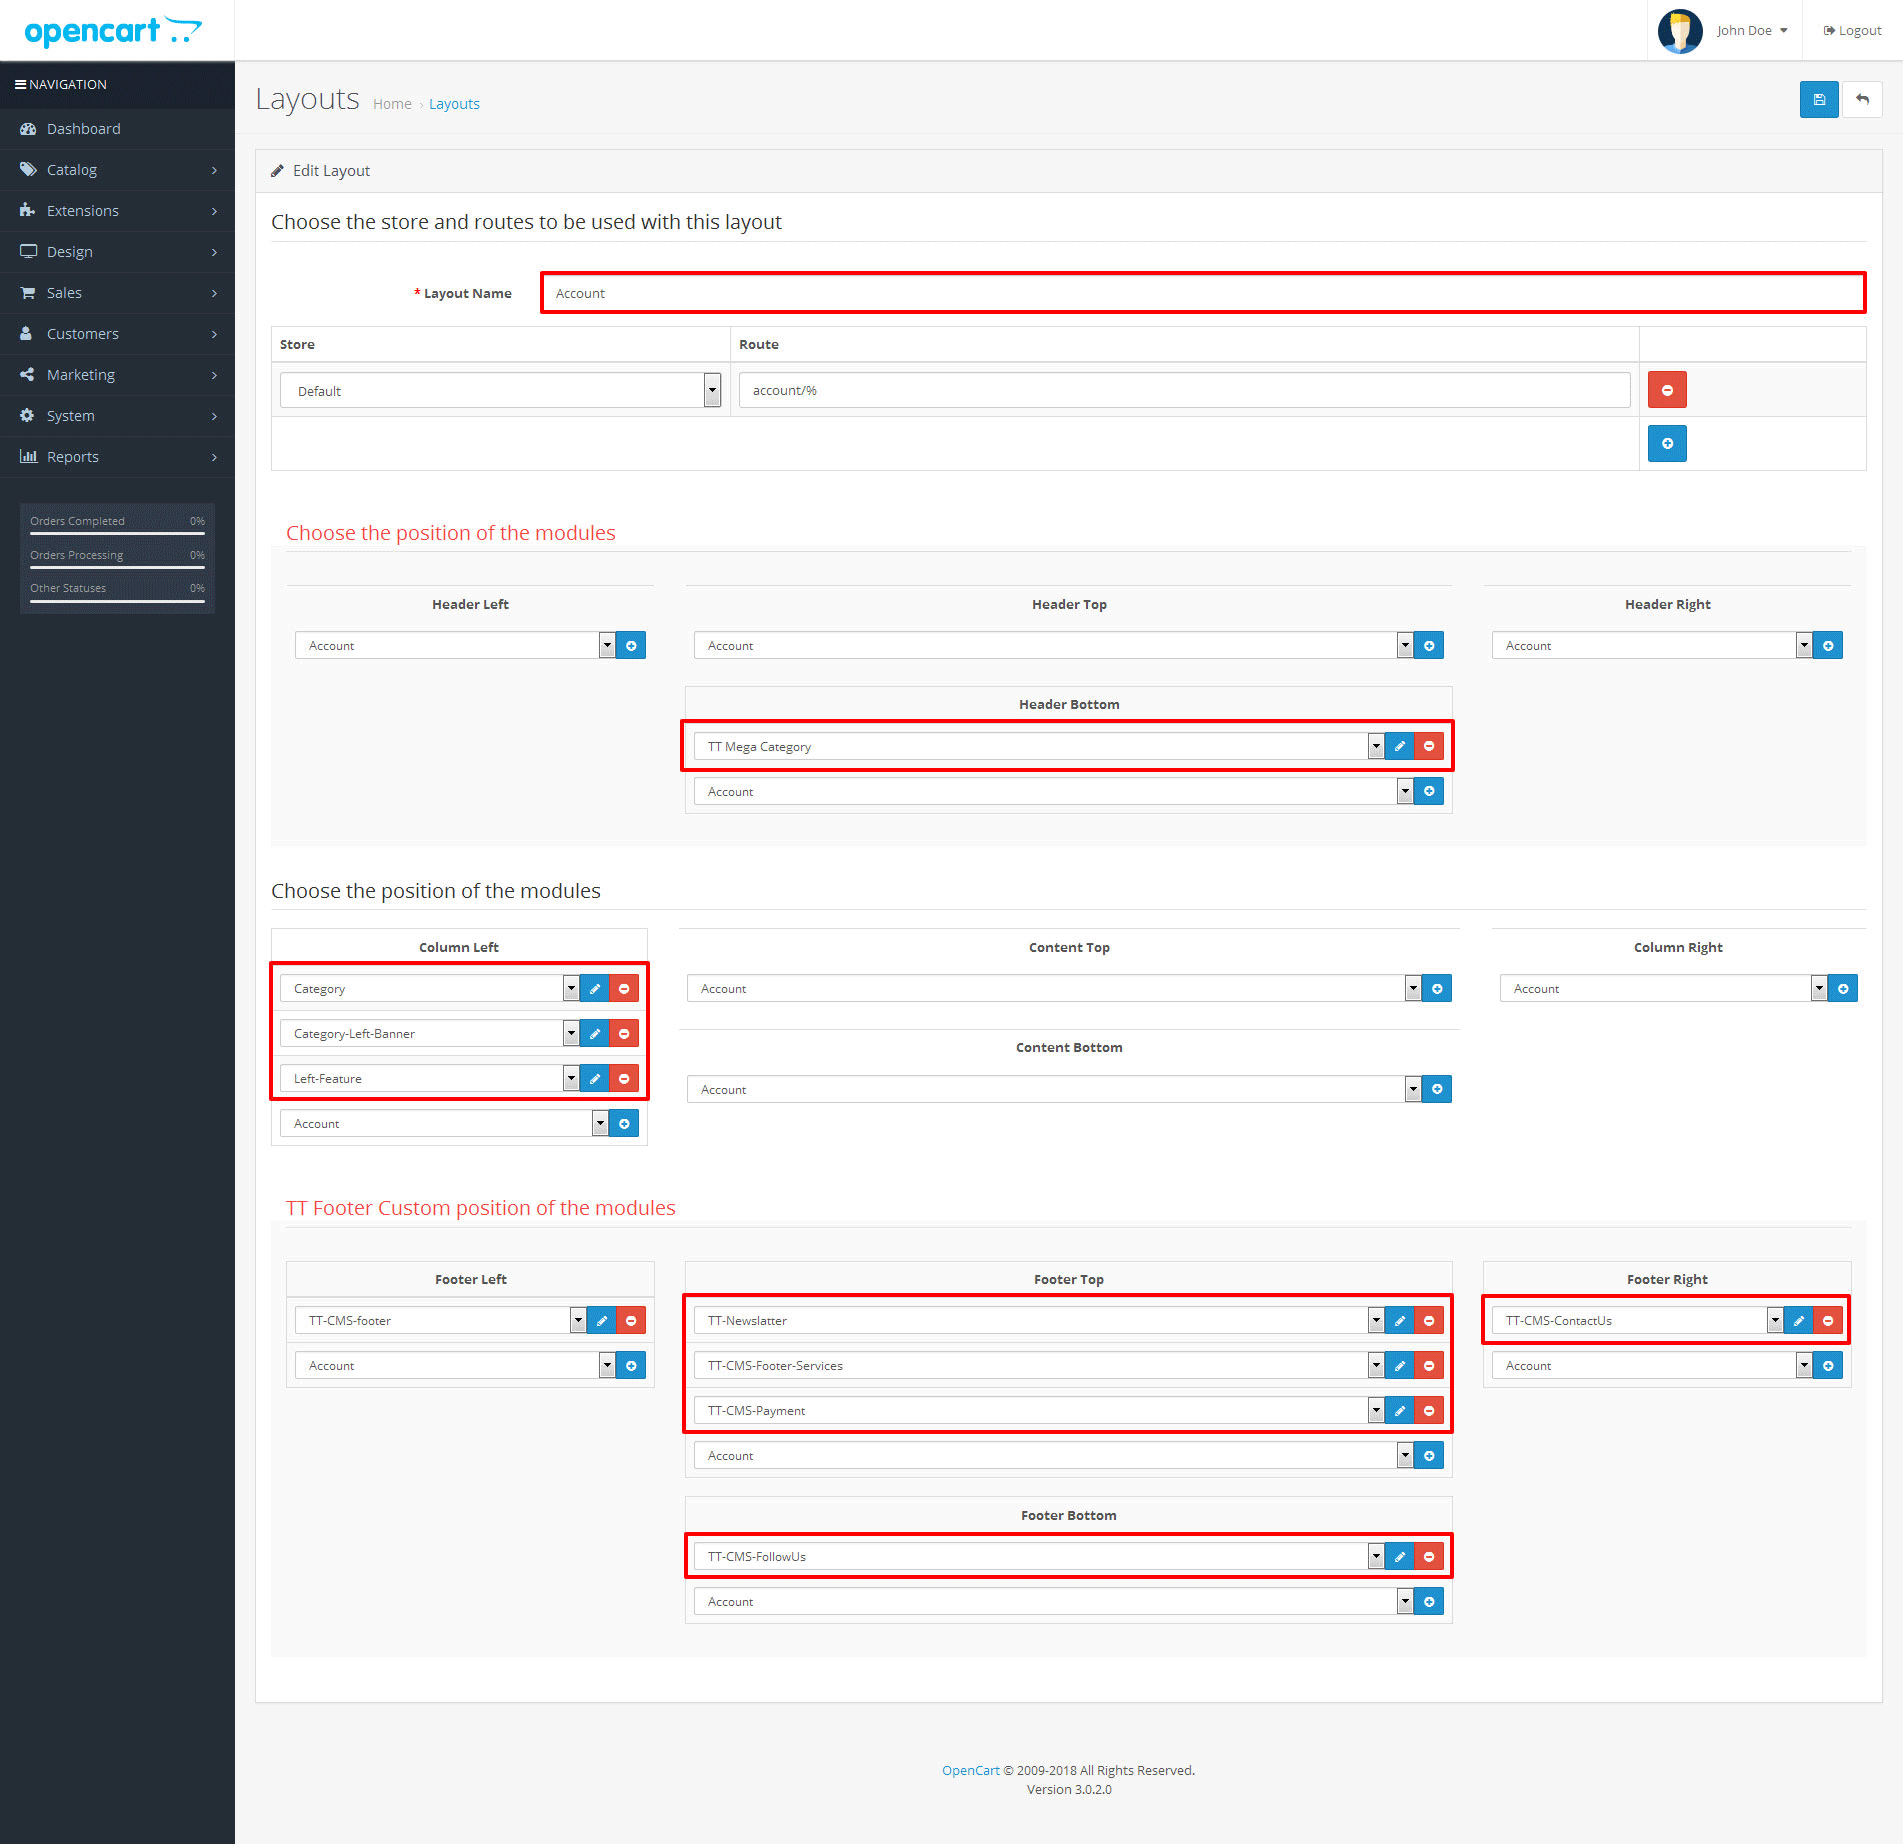 opencart
John Doe
Logout
NAVIGATION
Dashboard
Catalog
Extensions
Design
Sales
Customers
Marketing
System
Reports
Orders Completed 0%
Orders Processing 0%
Other Statuses 0%
Layouts Home › Layouts
Edit Layout
Choose the store and routes to be used with this layout
* Layout Name Account
Store Route
Default account/%
Choose the position of the modules
Header Left Header Top Header Right
Account Account Account
Header Bottom
TT Mega Category
Account
Choose the position of the modules
Column Left Content Top Column Right
Category Account Account
Category-Left-Banner
Content Bottom
Left-Feature
Account
Account
TT Footer Custom position of the modules
Footer Left Footer Top Footer Right
TT-CMS-footer TT-Newslatter TT-CMS-ContactUs
Account TT-CMS-Footer-Services Account
TT-CMS-Payment
Account
Footer Bottom
TT-CMS-FollowUs
Account
OpenCart © 2009-2018 All Rights Reserved.
Version 3.0.2.0